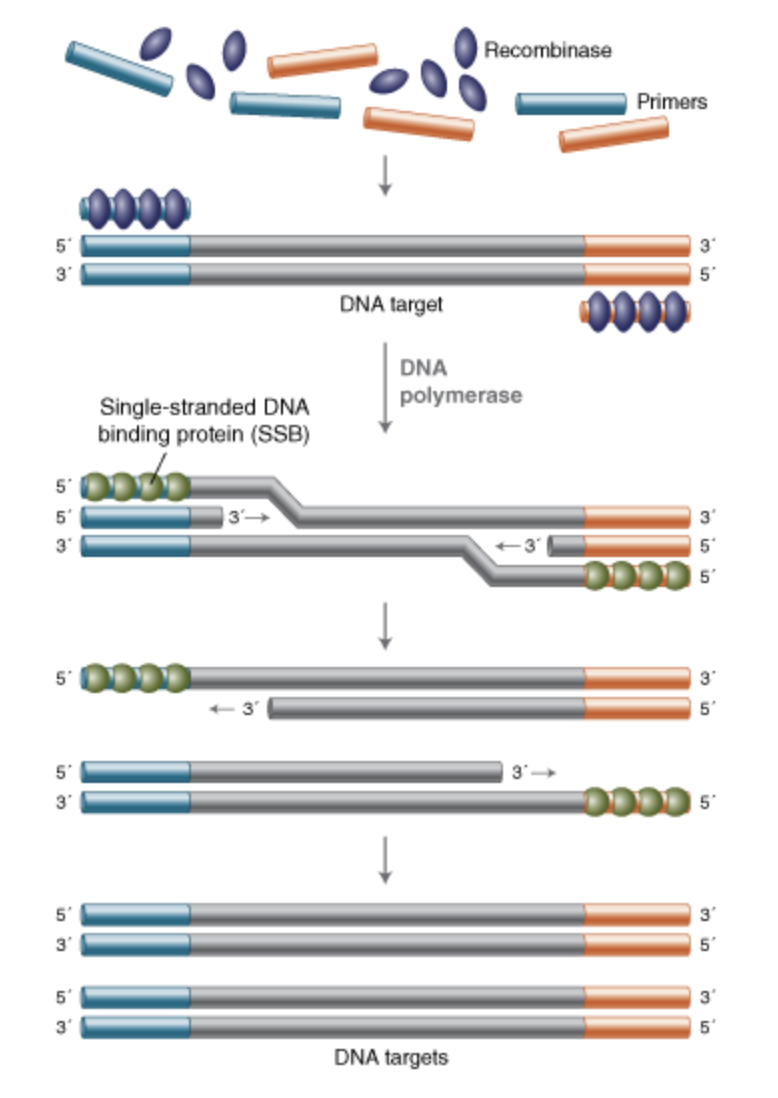 Recombinase
Primers
5´ 3´
3´ 5´
DNA target
DNA
polymerase
Single-stranded DNA
binding protein (SSB)
5´
5´ 3´→ 3´
3´ ←3´ 5´
5´
5´ 3´
← 3´ 5´
5´ 3´→
3´ 5´
5´ 3´
3´ 5´
5´ 3´
3´ 5´
DNA targets